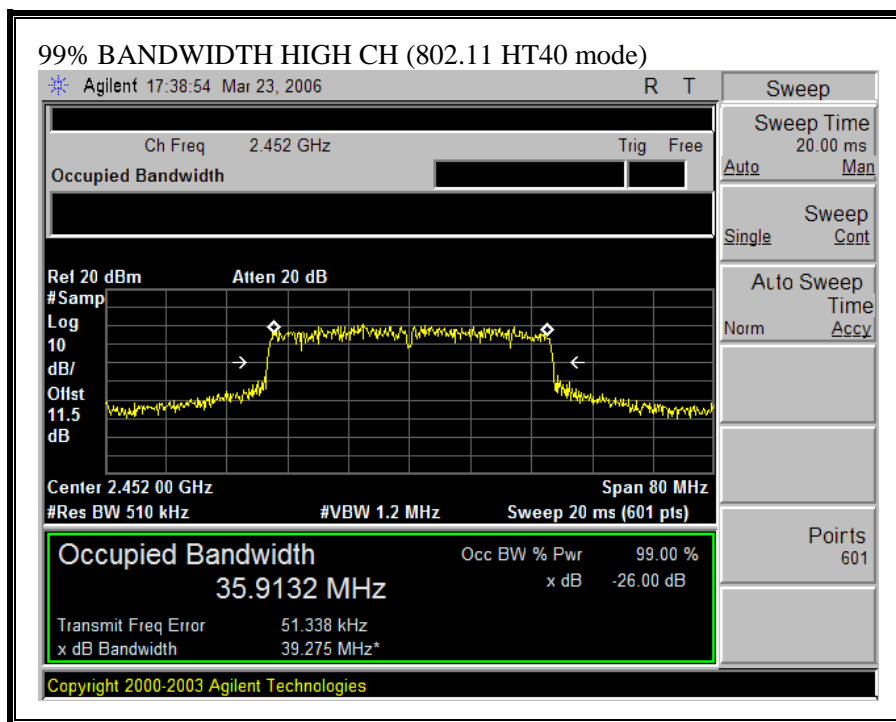 99% BANDWIDTH HIGH CH (802.11 HT40 mode)
Agilent 17:38:54 Mar 23, 2006 R T
Sweep
Ch Freq 2.452 GHz Trig Free
Occupied Bandwidth
Sweep Time
20.00 ms
Auto Man
Sweep
Single Cont
Auto Sweep
Time
Norm Accy
Ref 20 dBm Atten 20 dB
#Samp
Log
10
dB/
Offst
11.5
dB
Center 2.452 00 GHz Span 80 MHz
#Res BW 510 kHz #VBW 1.2 MHz Sweep 20 ms (601 pts)
Occupied Bandwidth
35.9132 MHz
Occ BW % Pwr 99.00 %
x dB -26.00 dB
Transmit Freq Error 51.338 kHz
x dB Bandwidth 39.275 MHz*
Points
601
Copyright 2000-2003 Agilent Technologies